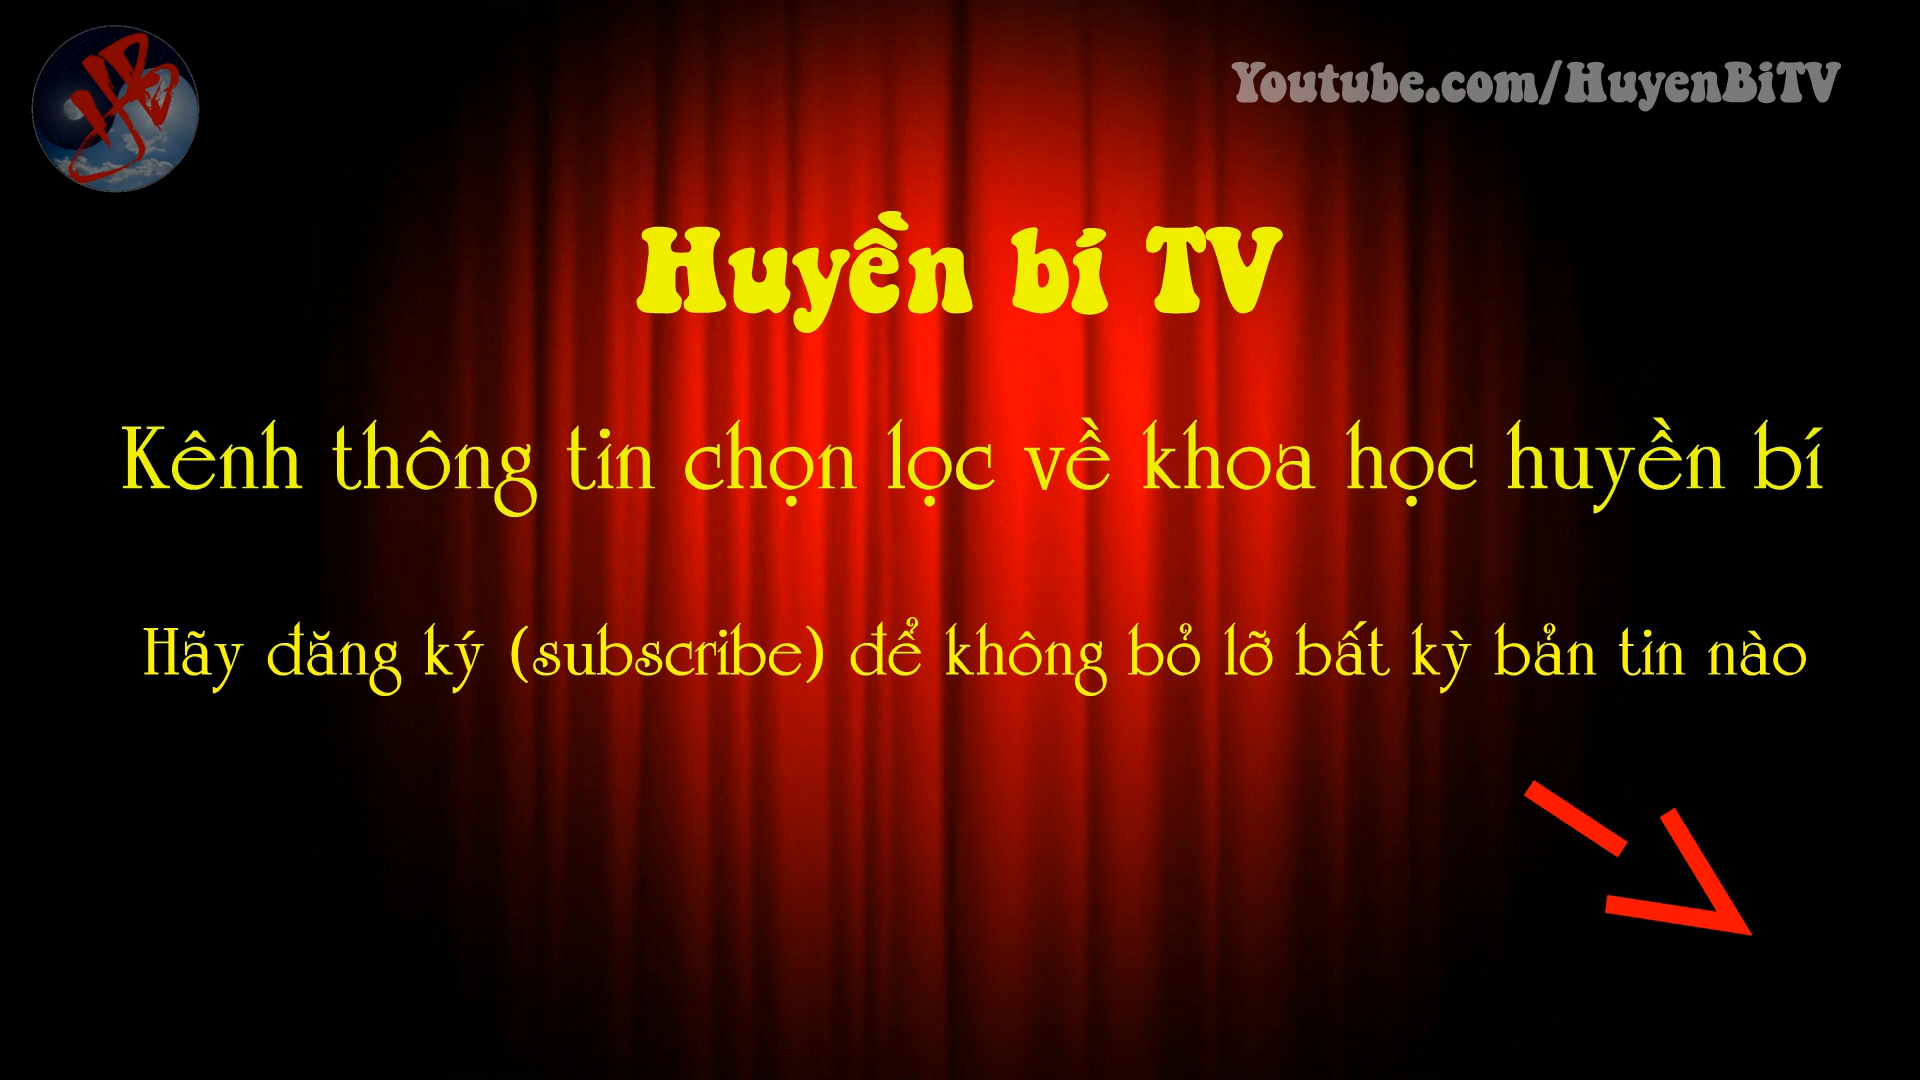 HB
Youtube.com/HuyenBiTV
Huyền bí TV
Kênh thông tin chọn lọc về khoa học huyền bí
Hãy đăng ký (subscribe) để không bỏ lỡ bất kỳ bản tin nào